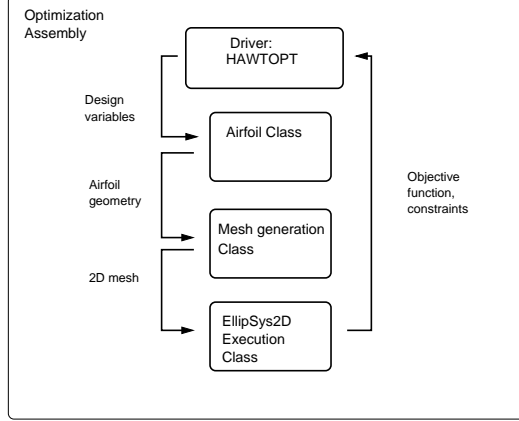 Optimization
Assembly
Driver:
HAWTOPT
Design
variables
Airfoil Class
Airfoil
geometry
Objective
function,
constraints
Mesh generation
Class
2D mesh
EllipSys2D
Execution
Class